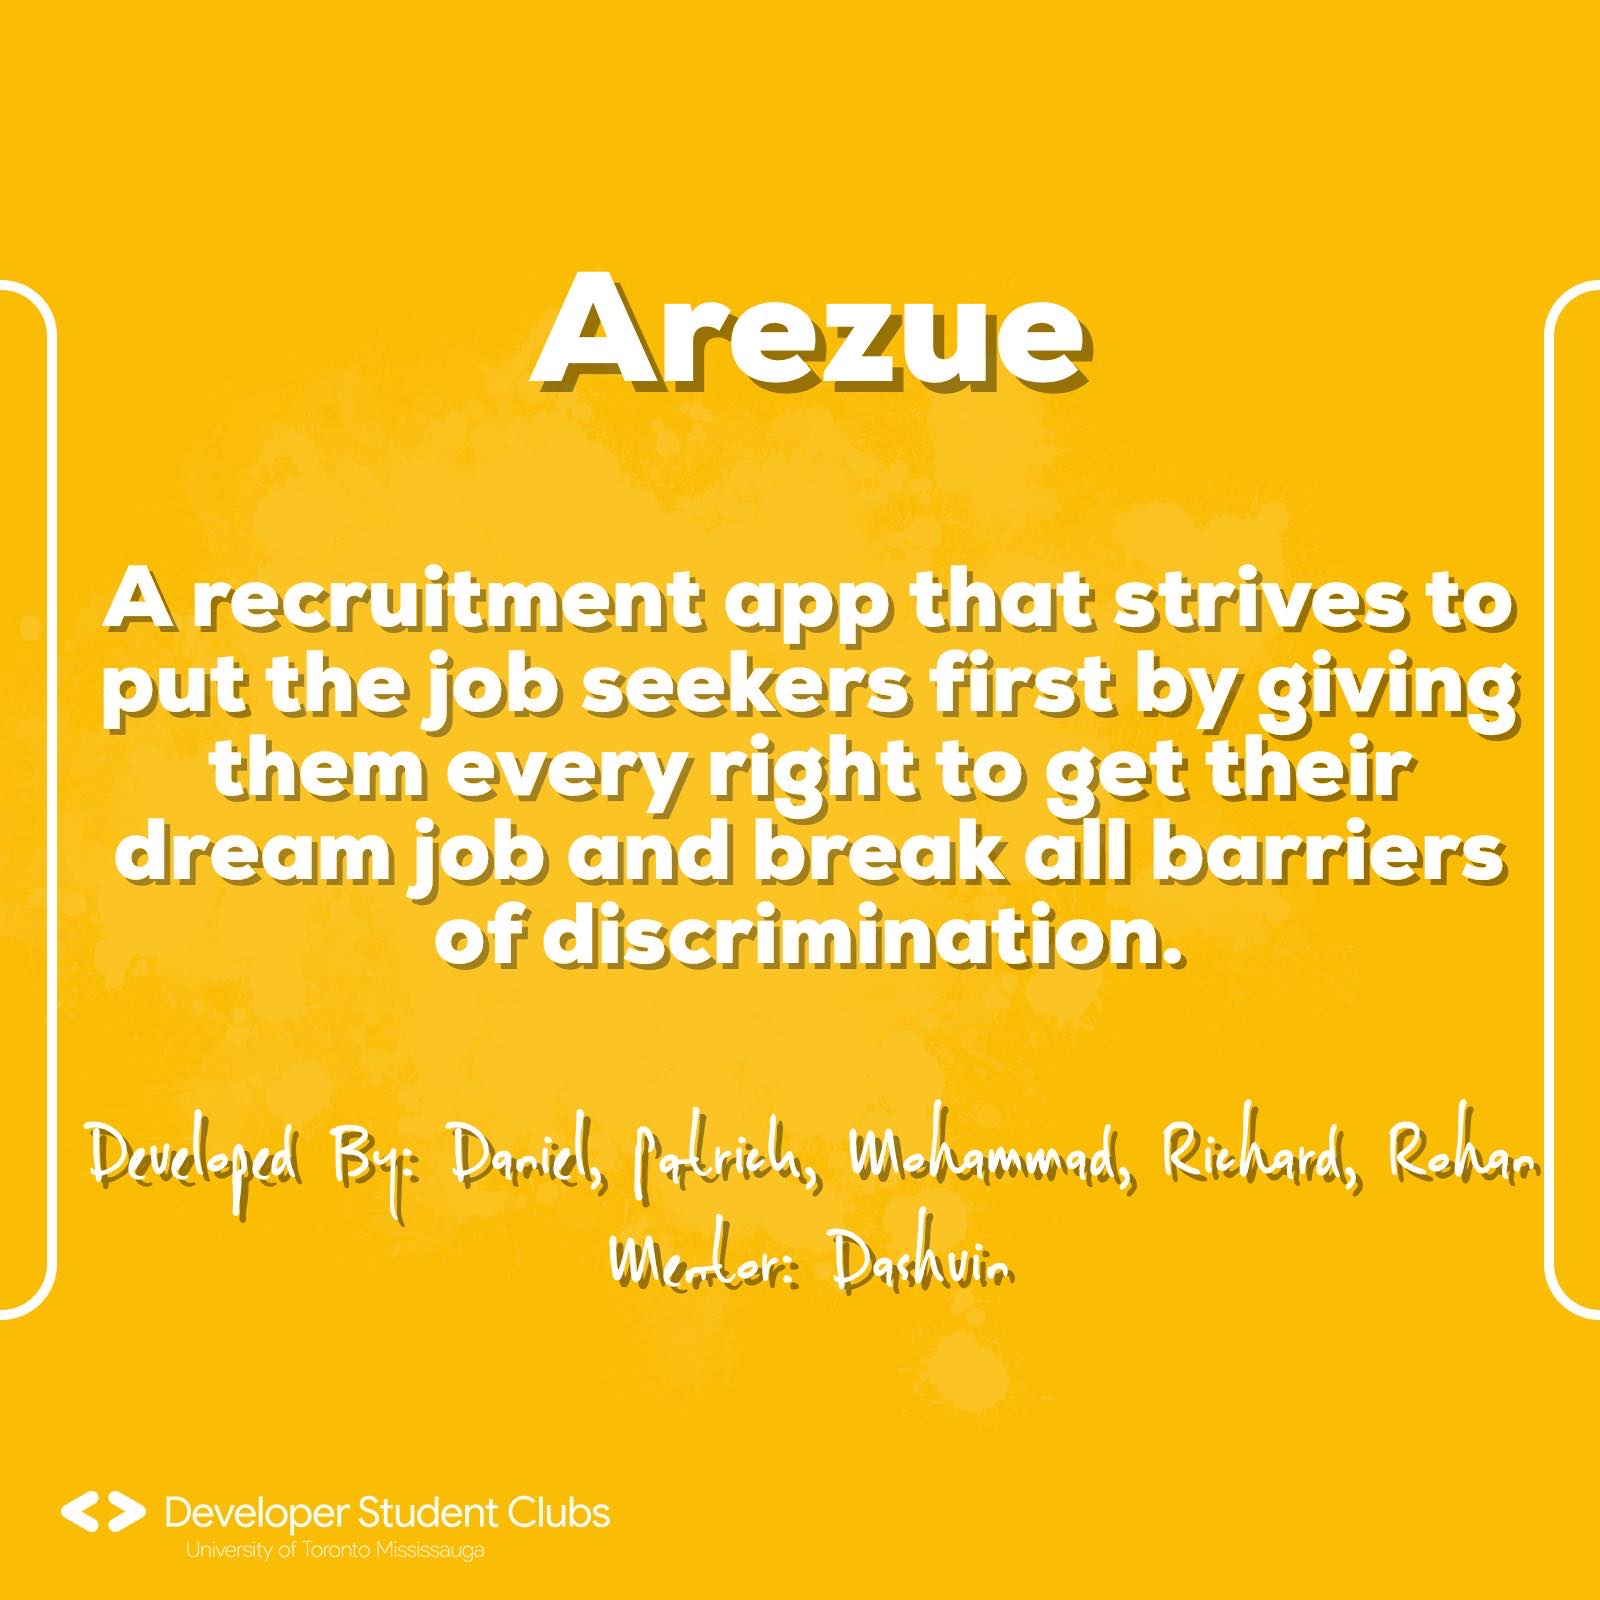 Arezue
A recruitment app that strives to
put the job seekers first by giving
them every right to get their
dream job and break all barriers
of discrimination.
Developed By: Daniel, Patrich, Mohammad, Richard, Rohan
Mentor: Dashvin
<> Developer Student Clubs
University of Toronto Mississauga